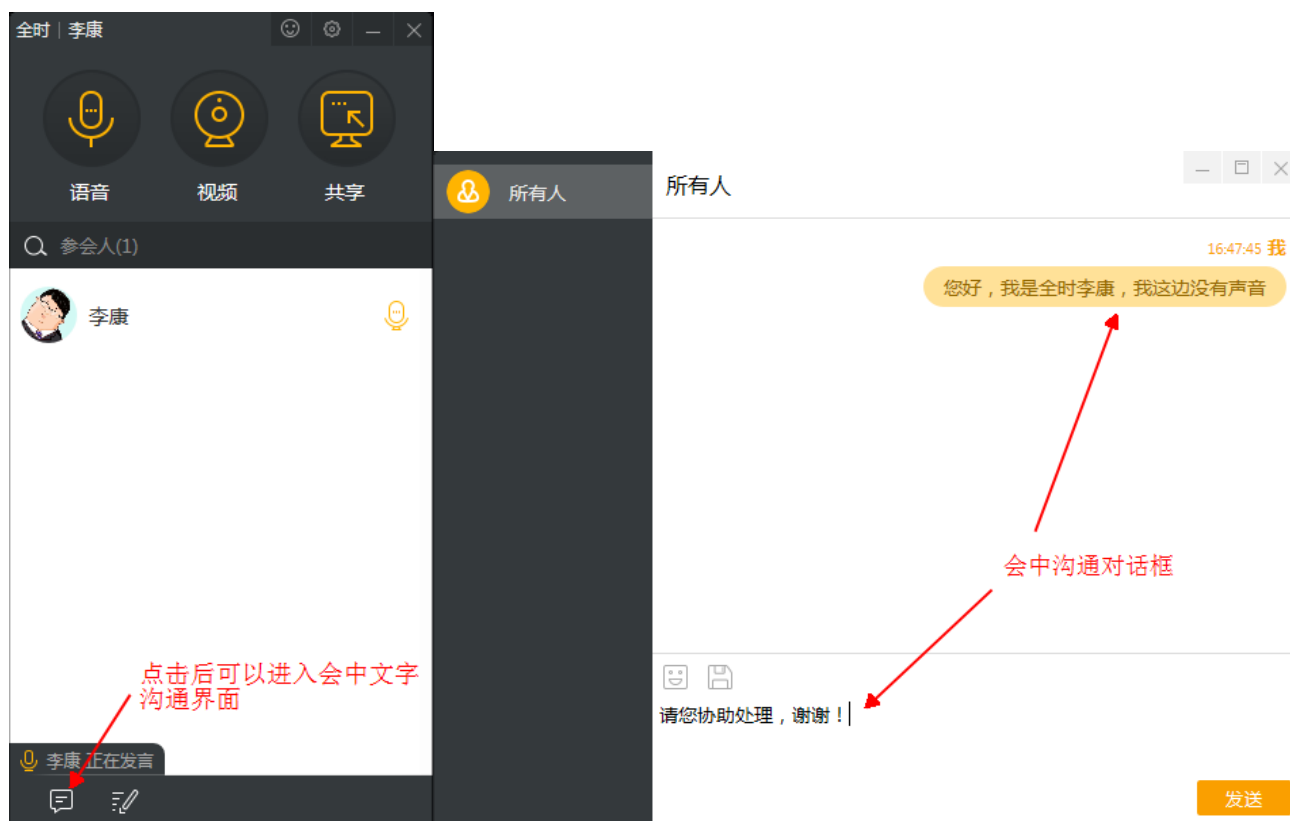 全时 | 李康
语音 视频 共享
参会人(1)
李康
点击后可以进入会中文字
沟通界面
李康 正在发言
所有人
所有人
16:47:45 我
您好，我是全时李康，我这边没有声音
会中沟通对话框
请您协助处理，谢谢！
发送